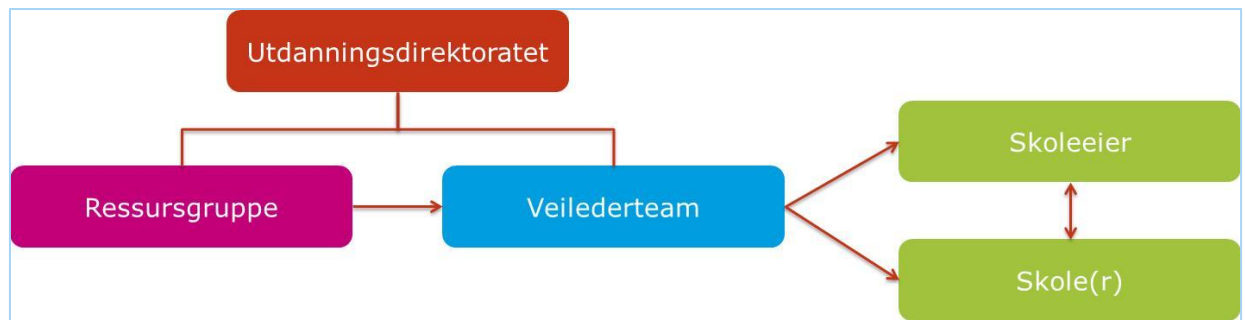 Utdanningsdirektoratet
Ressursgruppe
Veilederteam
Skoleeier
Skole(r)